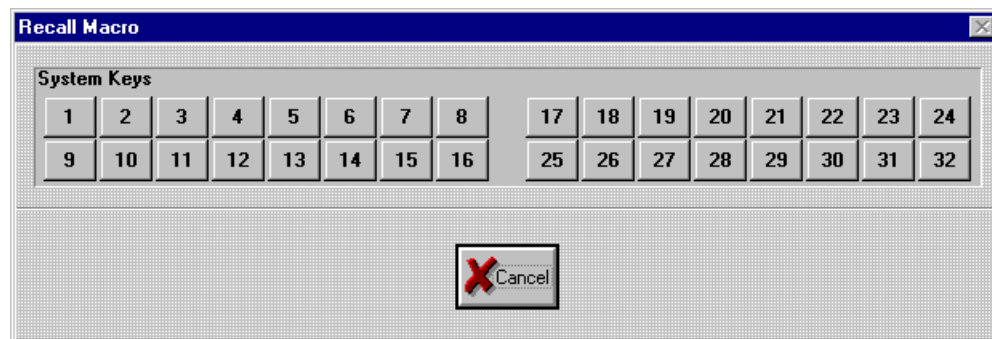 Recall Macro
System Keys
1 2 3 4 5 6 7 8 17 18 19 20 21 22 23 24
9 10 11 12 13 14 15 16 25 26 27 28 29 30 31 32
Cancel